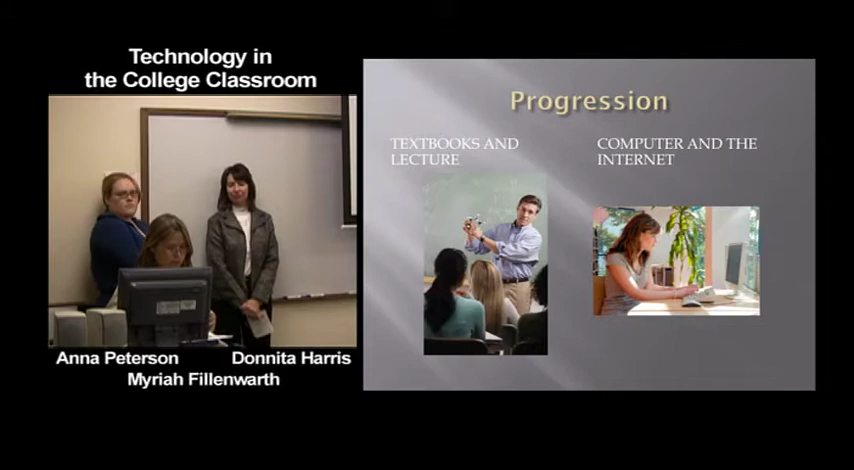 Technology in
the College Classroom
Anna Peterson
Donnita Harris
Myriah Fillenwarth
Progression
TEXTBOOKS AND
LECTURE
COMPUTER AND THE
INTERNET